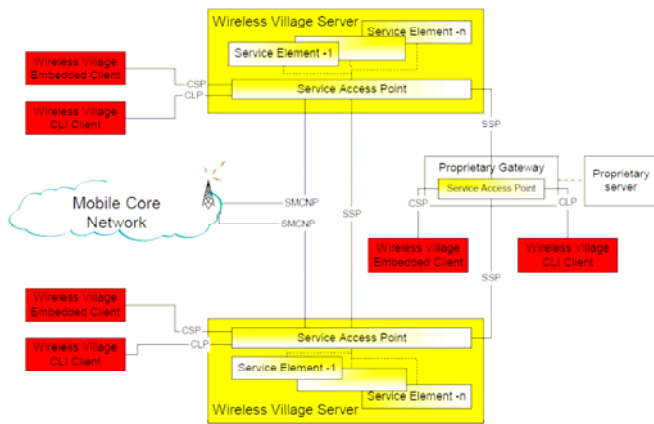 Wireless Village Server
Service Element -n
Service Element -1
Service Access Point
Wireless Village
Embedded Client
CSP
Wireless Village
CLI Client
CLP
SSP
Proprietary Gateway
Service Access Point
Proprietary
server
CSP
CLP
Wireless Village
Embedded Client
Wireless Village
CLI Client
Mobile Core
Network
SMCNP
SMCNP
SSP
SSP
Wireless Village
Embedded Client
CSP
Wireless Village
CLI Client
CLP
Service Access Point
Service Element -1
Service Element -n
Wireless Village Server